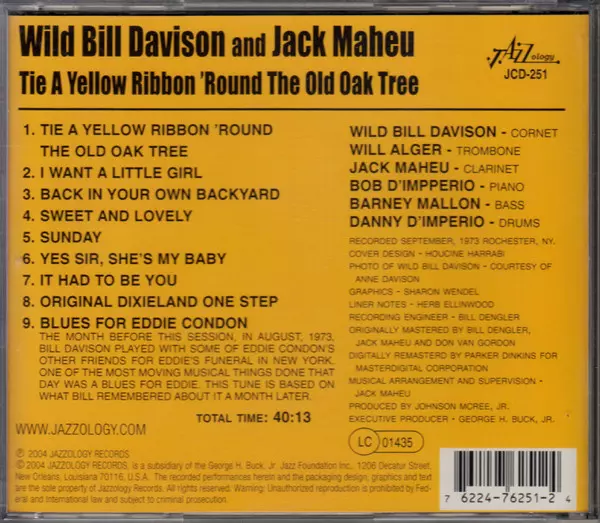 Wild Bill Davison and Jack Maheu
Tie A Yellow Ribbon 'Round The Old Oak Tree
JAZZology
JCD-251
1. TIE A YELLOW RIBBON 'ROUND
THE OLD OAK TREE
2. I WANT A LITTLE GIRL
3. BACK IN YOUR OWN BACKYARD
4. SWEET AND LOVELY
5. SUNDAY
6. YES SIR, SHE'S MY BABY
7. IT HAD TO BE YOU
8. ORIGINAL DIXIELAND ONE STEP
9. BLUES FOR EDDIE CONDON
THE MONTH BEFORE THIS SESSION, IN AUGUST, 1973,
BILL DAVISON PLAYED WITH SOME OF EDDIE CONDON'S
OTHER FRIENDS FOR EDDIE'S FUNERAL IN NEW YORK.
ONE OF THE MOST MOVING MUSICAL THINGS DONE THAT
DAY WAS A BLUES FOR EDDIE. THIS TUNE IS BASED ON
WHAT BILL REMEMBERED ABOUT IT A MONTH LATER.
TOTAL TIME: 40:13
WILD BILL DAVISON - CORNET
WILL ALGER - TROMBONE
JACK MAHEU - CLARINET
BOB D'IMPPERIO - PIANO
BARNEY MALLON - BASS
DANNY D'IMPERIO - DRUMS
RECORDED SEPTEMBER, 1973 ROCHESTER, NY.
COVER DESIGN - HOUCINE HARRABI
PHOTO OF WILD BILL DAVISON - COURTESY OF
ANNE DAVISON
GRAPHICS - SHARON WENDEL
LINER NOTES - HERB ELLINWOOD
RECORDING ENGINEER - BILL DENGLER
ORIGINALLY MASTERED BY BILL DENGLER,
JACK MAHEU AND DON VAN GORDON
DIGITALLY REMASTERD BY PARKER DINKINS FOR
MASTERDIGITAL CORPORATION
MUSICAL ARRANGEMENT AND SUPERVISION -
JACK MAHEU
PRODUCED BY JOHNSON MCREE, JR.
EXECUTIVE PRODUCER - GEORGE H. BUCK, JR.
WWW.JAZZOLOGY.COM
LC 01435
℗ 2004 JAZZOLOGY RECORDS
© 2004 JAZZOLOGY RECORDS, is a subsidiary of the George H. Buck, Jr. Jazz Foundation Inc., 1206 Decatur Street,
New Orleans, Louisiana 70116, U.S.A. The recorded performances herein and the packaging design; graphics and text
are the sole property of Jazzology Records. All rights reserved. Warning: Unauthorized reproduction is prohibited by Fed-
eral and international law and subject to criminal prosecution.
7 6224-76251-2 4